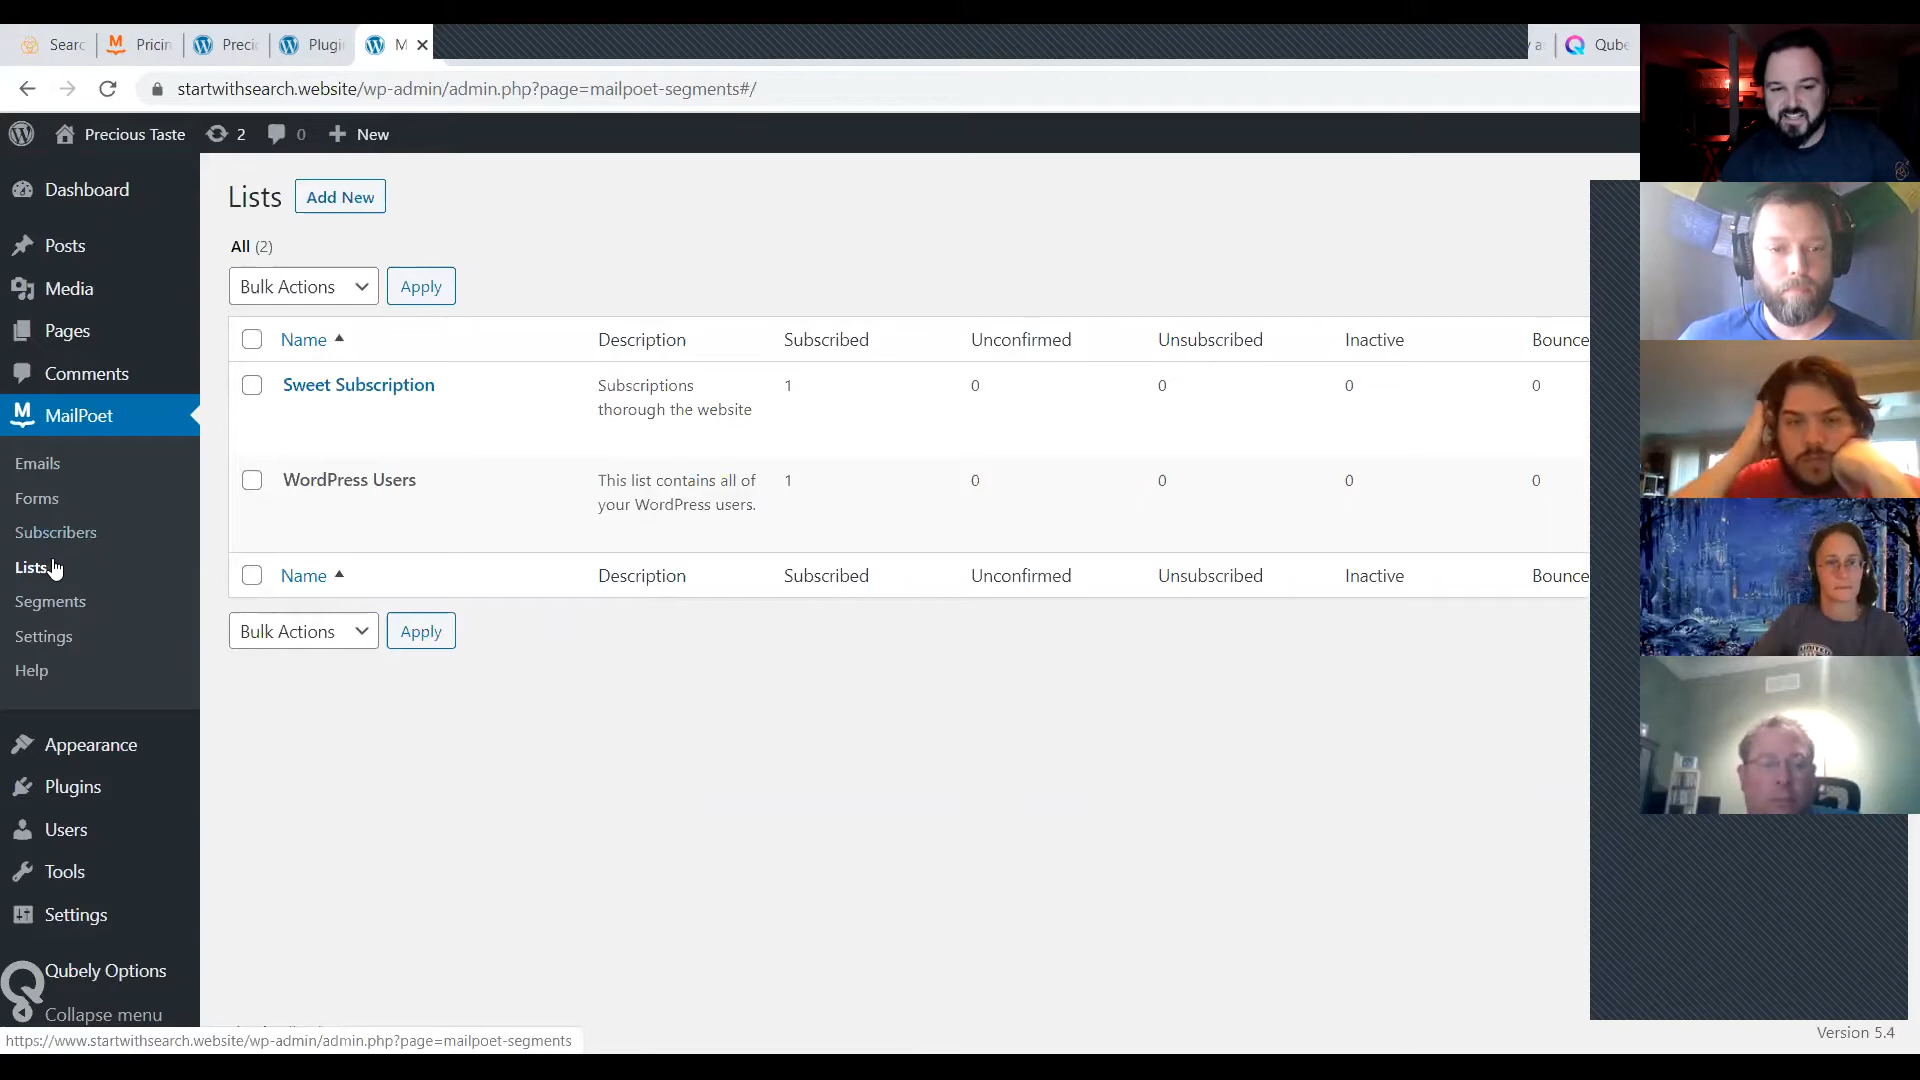 Searc
Pricin
Preci
Plugi
M
Qube
startwithsearch.website/wp-admin/admin.php?page=mailpoet-segments#/
Precious Taste
2
0
New
Dashboard
Posts
Media
Pages
Comments
MailPoet
Emails
Forms
Subscribers
Lists
Segments
Settings
Help
Appearance
Plugins
Users
Tools
Settings
Qubely Options
Collapse menu
Lists
Add New
All (2)
Bulk Actions
Apply
Name Description Subscribed Unconfirmed Unsubscribed Inactive Bounce
Sweet Subscription Subscriptions 1 0 0 0 0
thorough the website
WordPress Users This list contains all of 1 0 0 0 0
your WordPress users.
Name Description Subscribed Unconfirmed Unsubscribed Inactive Bounce
Bulk Actions
Apply
https://www.startwithsearch.website/wp-admin/admin.php?page=mailpoet-segments
Version 5.4